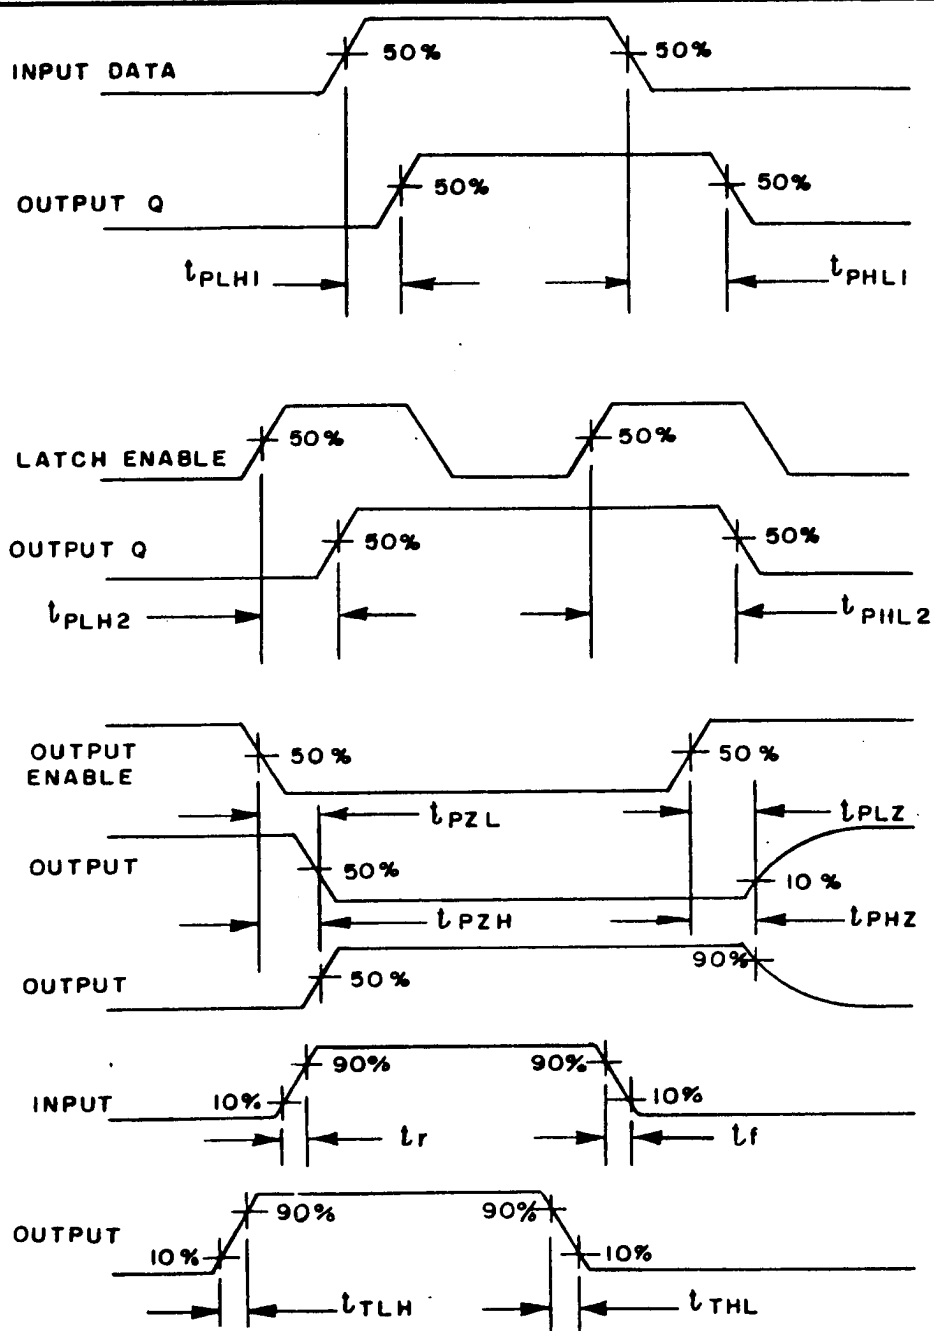 50% 50%
INPUT DATA
50% 50%
OUTPUT Q
tPLH1 tPHL1
50% 50%
LATCH ENABLE
50% 50%
OUTPUT Q
tPLH2 tPHL2
OUTPUT 50% 50%
ENABLE
tPZL tPLZ
OUTPUT 50% 10%
tPZH tPHZ
90%
OUTPUT 50%
90% 90%
INPUT 10% 10%
tr tf
90% 90%
OUTPUT
10% 10%
tTLH tTHL